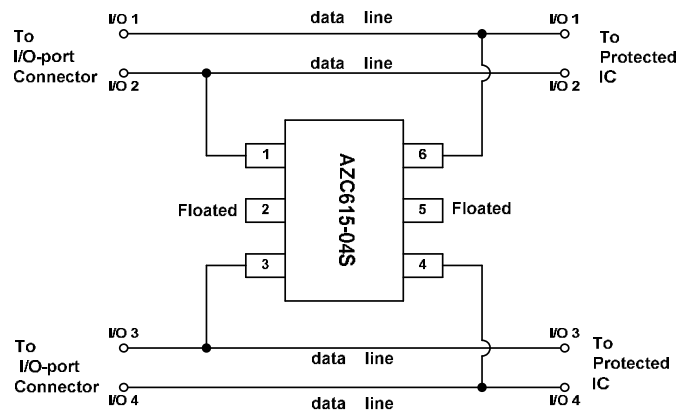 I/O 1
data line
I/O 1
To
I/O-port
Connector
To
Protected
IC
I/O 2
data line
I/O 2
1
6
AZC615-04S
Floated
2
5
Floated
3
4
I/O 3
I/O 3
To
I/O-port
Connector
data line
To
Protected
IC
I/O 4
data line
I/O 4